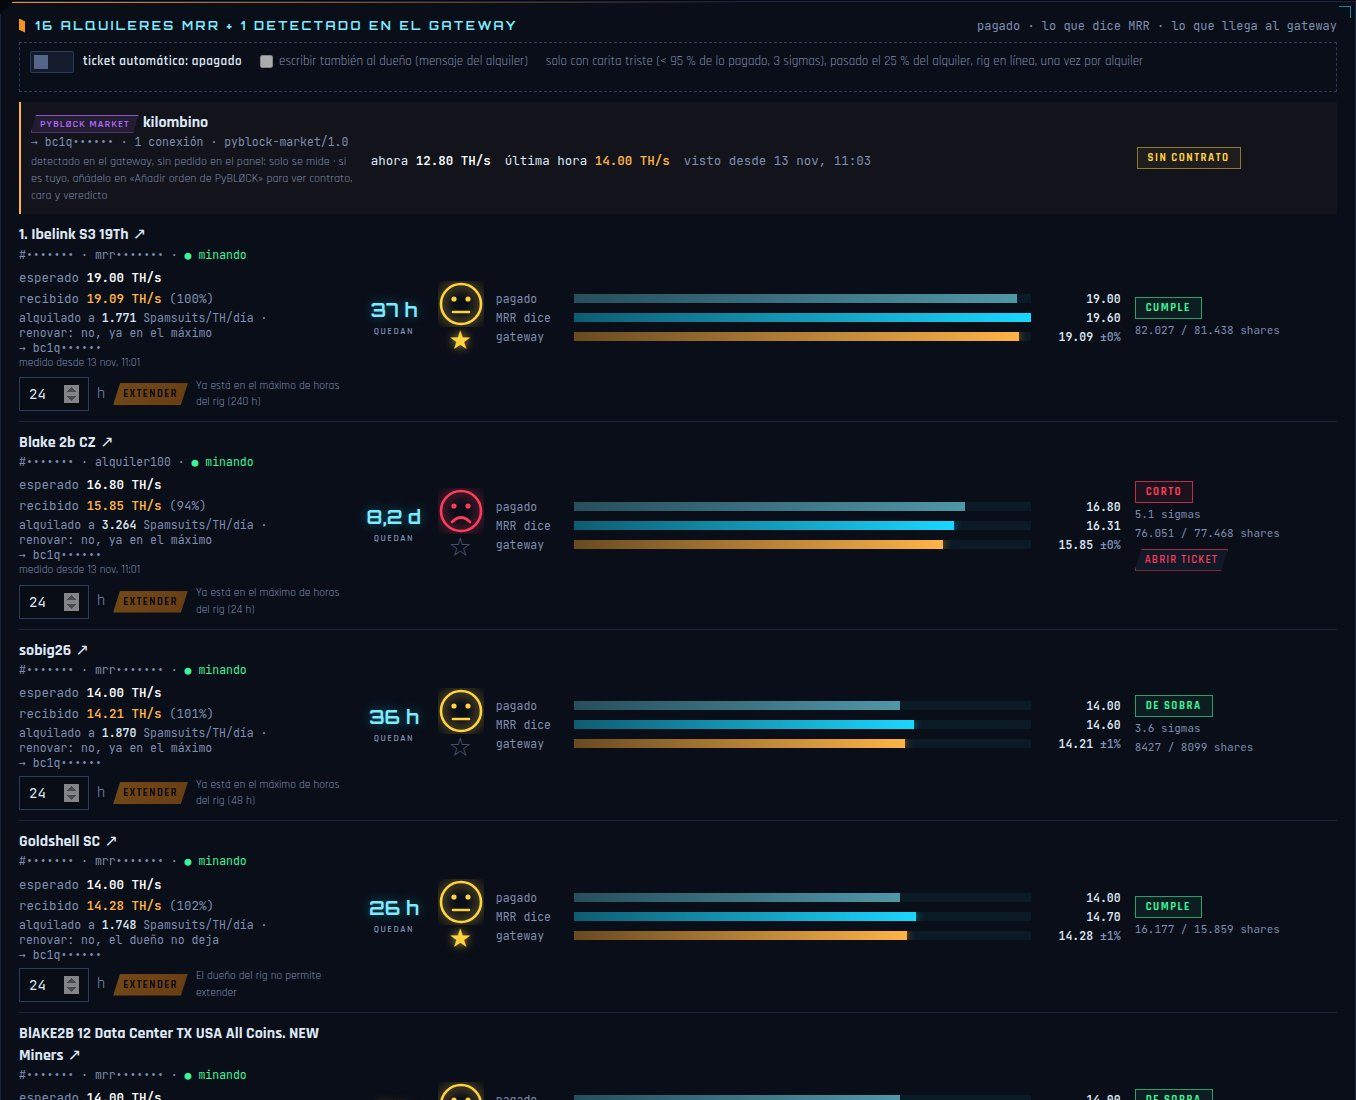 16 ALQUILERES MRR + 1 DETECTADO EN EL GATEWAY
pagado · lo que dice MRR · lo que llega al gateway
ticket automático: apagado
escribir también al dueño (mensaje del alquiler)
solo con carita triste (< 95 % de lo pagado, 3 sigmas), pasado el 25 % del alquiler, rig en línea, una vez por alquiler
PYBLØCK MARKET kilombino
→ bc1q•••••• · 1 conexión · pyblock-market/1.0
detectado en el gateway, sin pedido en el panel: solo se mide · si
es tuyo, añádelo en «Añadir orden de PyBLØCK» para ver contrato,
cara y veredicto
ahora 12.80 TH/s última hora 14.00 TH/s visto desde 13 nov, 11:03
SIN CONTRATO
1. Ibelink S3 19Th ↗
#••••••• · mrr••••••• · ● minando
esperado 19.00 TH/s
recibido 19.09 TH/s (100%)
alquilado a 1.771 Spamsuits/TH/día ·
renovar: no, ya en el máximo
→ bc1q••••••
medido desde 13 nov, 11:01
24 h EXTENDER
Ya está en el máximo de horas
del rig (240 h)
37 h
QUEDAN
pagado 19.00
MRR dice 19.60
gateway 19.09 ±0%
CUMPLE
82.027 / 81.438 shares
Blake 2b CZ ↗
#••••••• · alquiler100 · ● minando
esperado 16.80 TH/s
recibido 15.85 TH/s (94%)
alquilado a 3.264 Spamsuits/TH/día ·
renovar: no, ya en el máximo
→ bc1q••••••
medido desde 13 nov, 11:01
24 h EXTENDER
Ya está en el máximo de horas
del rig (24 h)
8,2 d
QUEDAN
pagado 16.80
MRR dice 16.31
gateway 15.85 ±0%
CORTO
5.1 sigmas
76.051 / 77.468 shares
ABRIR TICKET
sobig26 ↗
#••••••• · mrr••••••• · ● minando
esperado 14.00 TH/s
recibido 14.21 TH/s (101%)
alquilado a 1.870 Spamsuits/TH/día ·
renovar: no, ya en el máximo
→ bc1q••••••
24 h EXTENDER
Ya está en el máximo de horas
del rig (48 h)
36 h
QUEDAN
pagado 14.00
MRR dice 14.60
gateway 14.21 ±1%
DE SOBRA
3.6 sigmas
8427 / 8099 shares
Goldshell SC ↗
#••••••• · mrr••••••• · ● minando
esperado 14.00 TH/s
recibido 14.28 TH/s (102%)
alquilado a 1.748 Spamsuits/TH/día ·
renovar: no, el dueño no deja
→ bc1q••••••
24 h EXTENDER
El dueño del rig no permite
extender
26 h
QUEDAN
pagado 14.00
MRR dice 14.70
gateway 14.28 ±1%
CUMPLE
16.177 / 15.859 shares
BlAKE2B 12 Data Center TX USA All Coins. NEW
Miners ↗
#••••••• · mrr••••••• · ● minando
esperado 14.00 TH/s
pagado 14.00
DE SOBRA